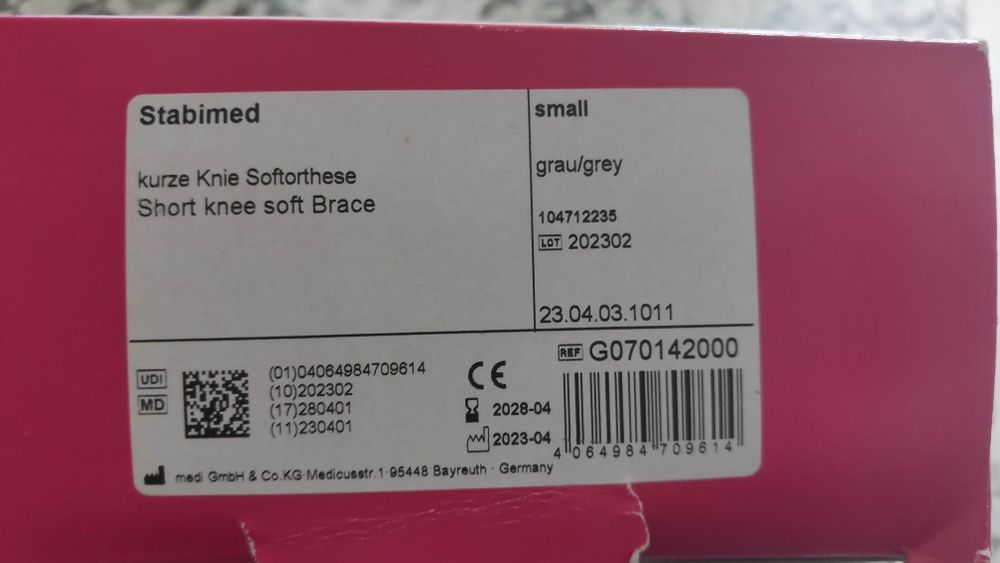 Stabimed
kurze Knie Softorthese
Short knee soft Brace
small
grau/grey
104712235
LOT 202302
23.04.03.1011
REF G070142000
UDI
MD
(01)04064984709614
(10)202302
(17)280401
(11)230401
CE
2028-04
2023-04
4 064984 709614
medi GmbH & Co.KG·Medicusstr.1·95448 Bayreuth · Germany